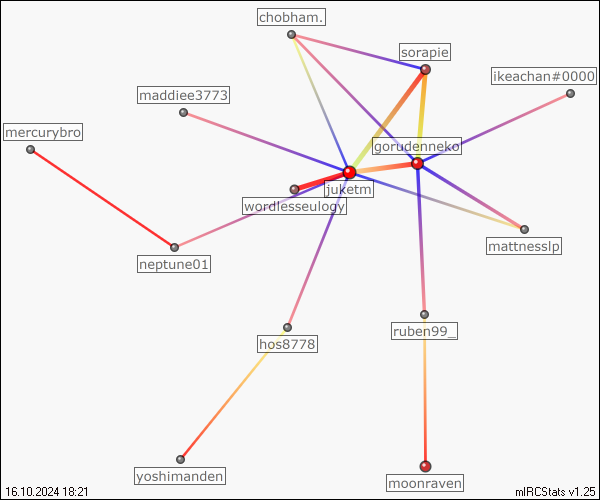 chobham.
sorapie
ikeachan#0000
maddiee3773
mercurybro
gorudenneko
juketm
wordlesseulogy
mattnesslp
neptune01
ruben99_
hos8778
yoshimanden
moonraven
16.10.2024 18:21
mIRCStats v1.25